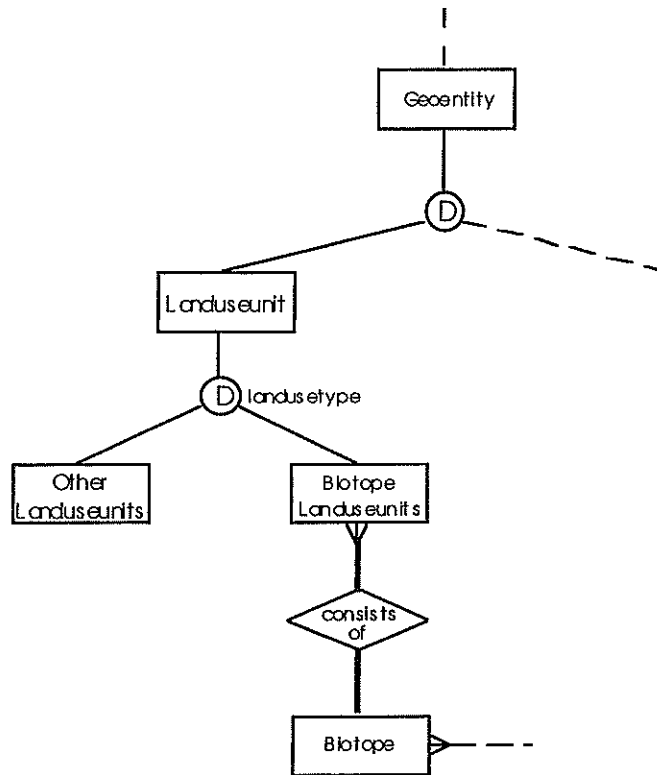 Geoentity
D
Landuseunit
D landusetype
Other
Landuseunits
Biotope
Landuseunits
consists
of
Biotope